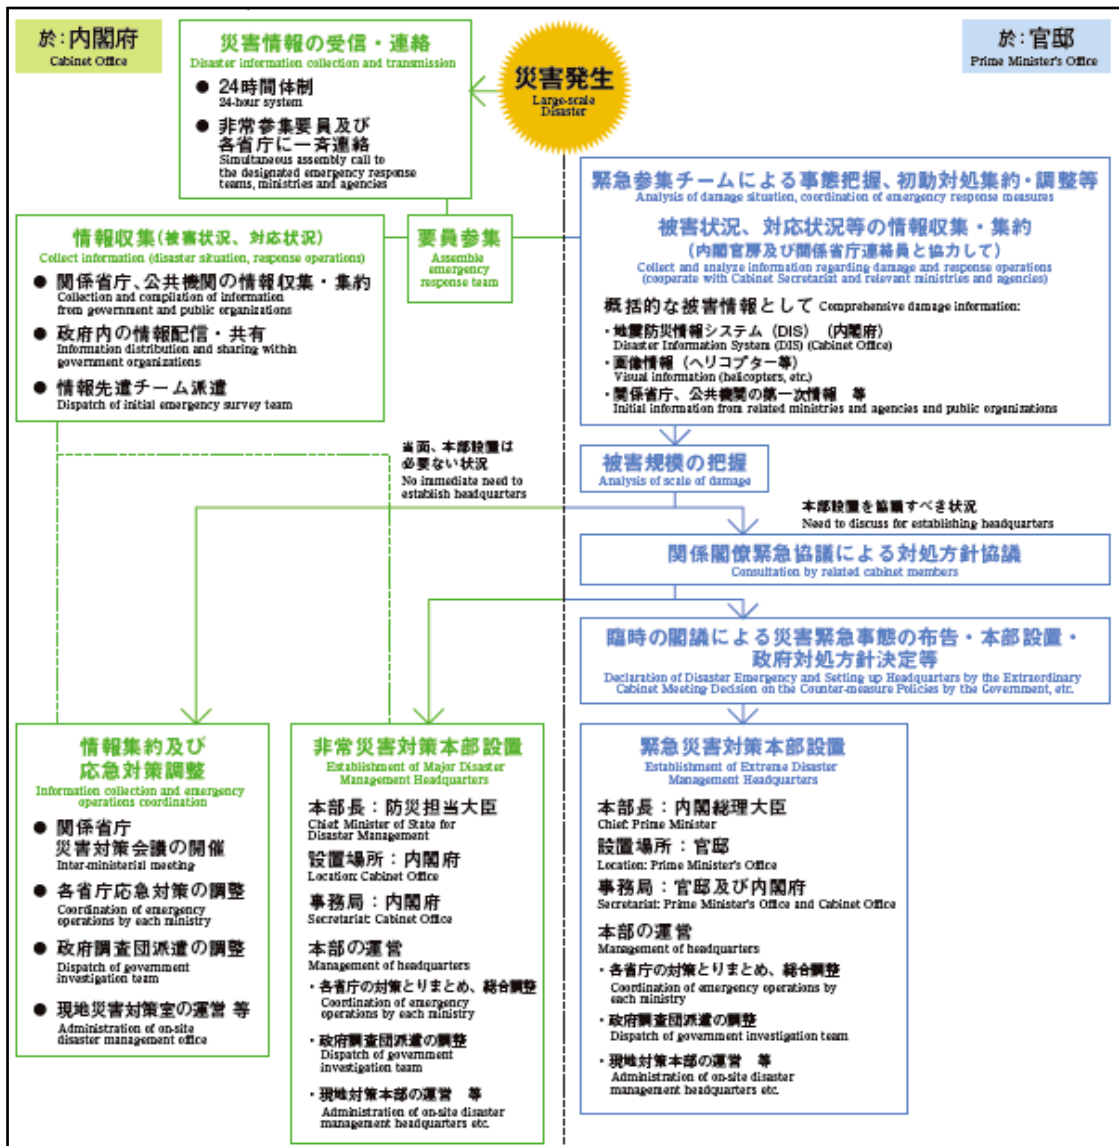 於：内閣府
Cabinet Office
災害情報の受信・連絡
Disaster information collection and transmission
● 24時間体制
24-hour system
● 非常参集要員及び
各省庁に一斉連絡
Simultaneous assembly call to
the designated emergency response
teams, ministries and agencies
災害発生
Large-scale
Disaster
於：官邸
Prime Minister's Office
情報収集(被害状況、対応状況)
Collect information (disaster situation, response operations)
● 関係省庁、公共機関の情報収集・集約
Collection and compilation of information
from government and public organizations
● 政府内の情報配信・共有
Information distribution and sharing within
government organizations
● 情報先遣チーム派遣
Dispatch of initial emergency survey team
要員参集
Assemble
emergency
response team
緊急参集チームによる事態把握、初動対処集約・調整等
Analysis of damage situation, coordination of emergency response measures
被害状況、対応状況等の情報収集・集約
(内閣官房及び関係省庁連絡員と協力して)
Collect and analyze information regarding damage and response operations
(cooperate with Cabinet Secretariat and relevant ministries and agencies)
概括的な被害情報として Comprehensive damage information:
・地震防災情報システム（DIS）（内閣府）
Disaster Information System (DIS) (Cabinet Office)
・画像情報（ヘリコプター等）
Visual information (helicopters, etc.)
・関係省庁、公共機関の第一次情報　等
Initial information from related ministries and agencies and public organizations
当面、本部設置は
必要ない状況
No immediate need to
establish headquarters
被害規模の把握
Analysis of scale of damage
本部設置を協議すべき状況
Need to discuss for establishing headquarters
関係閣僚緊急協議による対処方針協議
Consultation by related cabinet members
臨時の閣議による災害緊急事態の布告・本部設置・
政府対処方針決定等
Declaration of Disaster Emergency and Setting up Headquarters by the Extraordinary
Cabinet Meeting Decision on the Counter-measure Policies by the Government, etc.
情報集約及び
応急対策調整
Information collection and emergency
operations coordination
● 関係省庁
災害対策会議の開催
Inter-ministerial meeting
● 各省庁応急対策の調整
Coordination of emergency
operations by each ministry
● 政府調査団派遣の調整
Dispatch of government
investigation team
● 現地災害対策室の運営 等
Administration of on-site
disaster management office
非常災害対策本部設置
Establishment of Major Disaster
Management Headquarters
本部長：防災担当大臣
Chief: Minister of State for
Disaster Management
設置場所：内閣府
Location: Cabinet Office
事務局：内閣府
Secretariat: Cabinet Office
本部の運営
Management of headquarters
・各省庁の対策とりまとめ、総合調整
Coordination of emergency
operations by each ministry
・政府調査団派遣の調整
Dispatch of government
investigation team
・現地対策本部の運営　等
Administration of on-site disaster
management headquarters etc.
緊急災害対策本部設置
Establishment of Extreme Disaster
Management Headquarters
本部長：内閣総理大臣
Chief: Prime Minister
設置場所：官邸
Location: Prime Minister's Office
事務局：官邸及び内閣府
Secretariat: Prime Minister's Office and Cabinet Office
本部の運営
Management of headquarters
・各省庁の対策とりまとめ、総合調整
Coordination of emergency operations by
each ministry
・政府調査団派遣の調整
Dispatch of government investigation team
・現地対策本部の運営　等
Administration of on-site disaster
management headquarters etc.